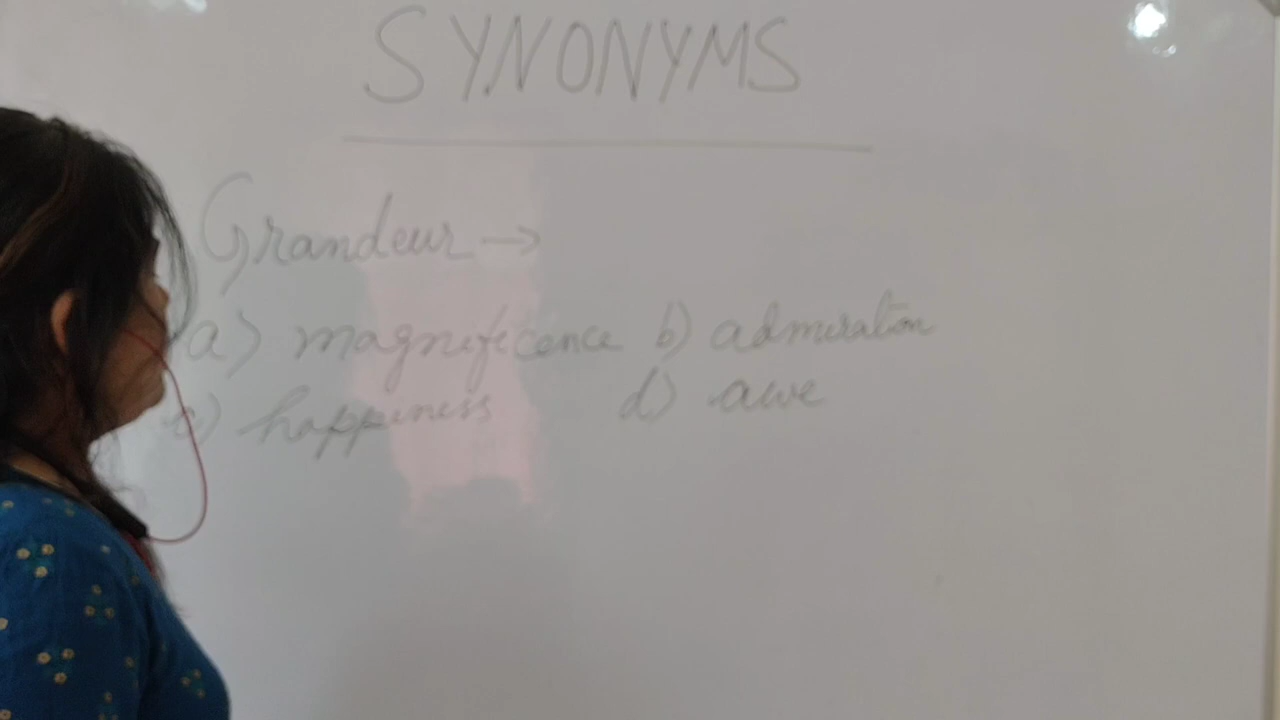 SYNONYMS
Grandeur →
a) magnificence b) admiration
c) happiness d) awe